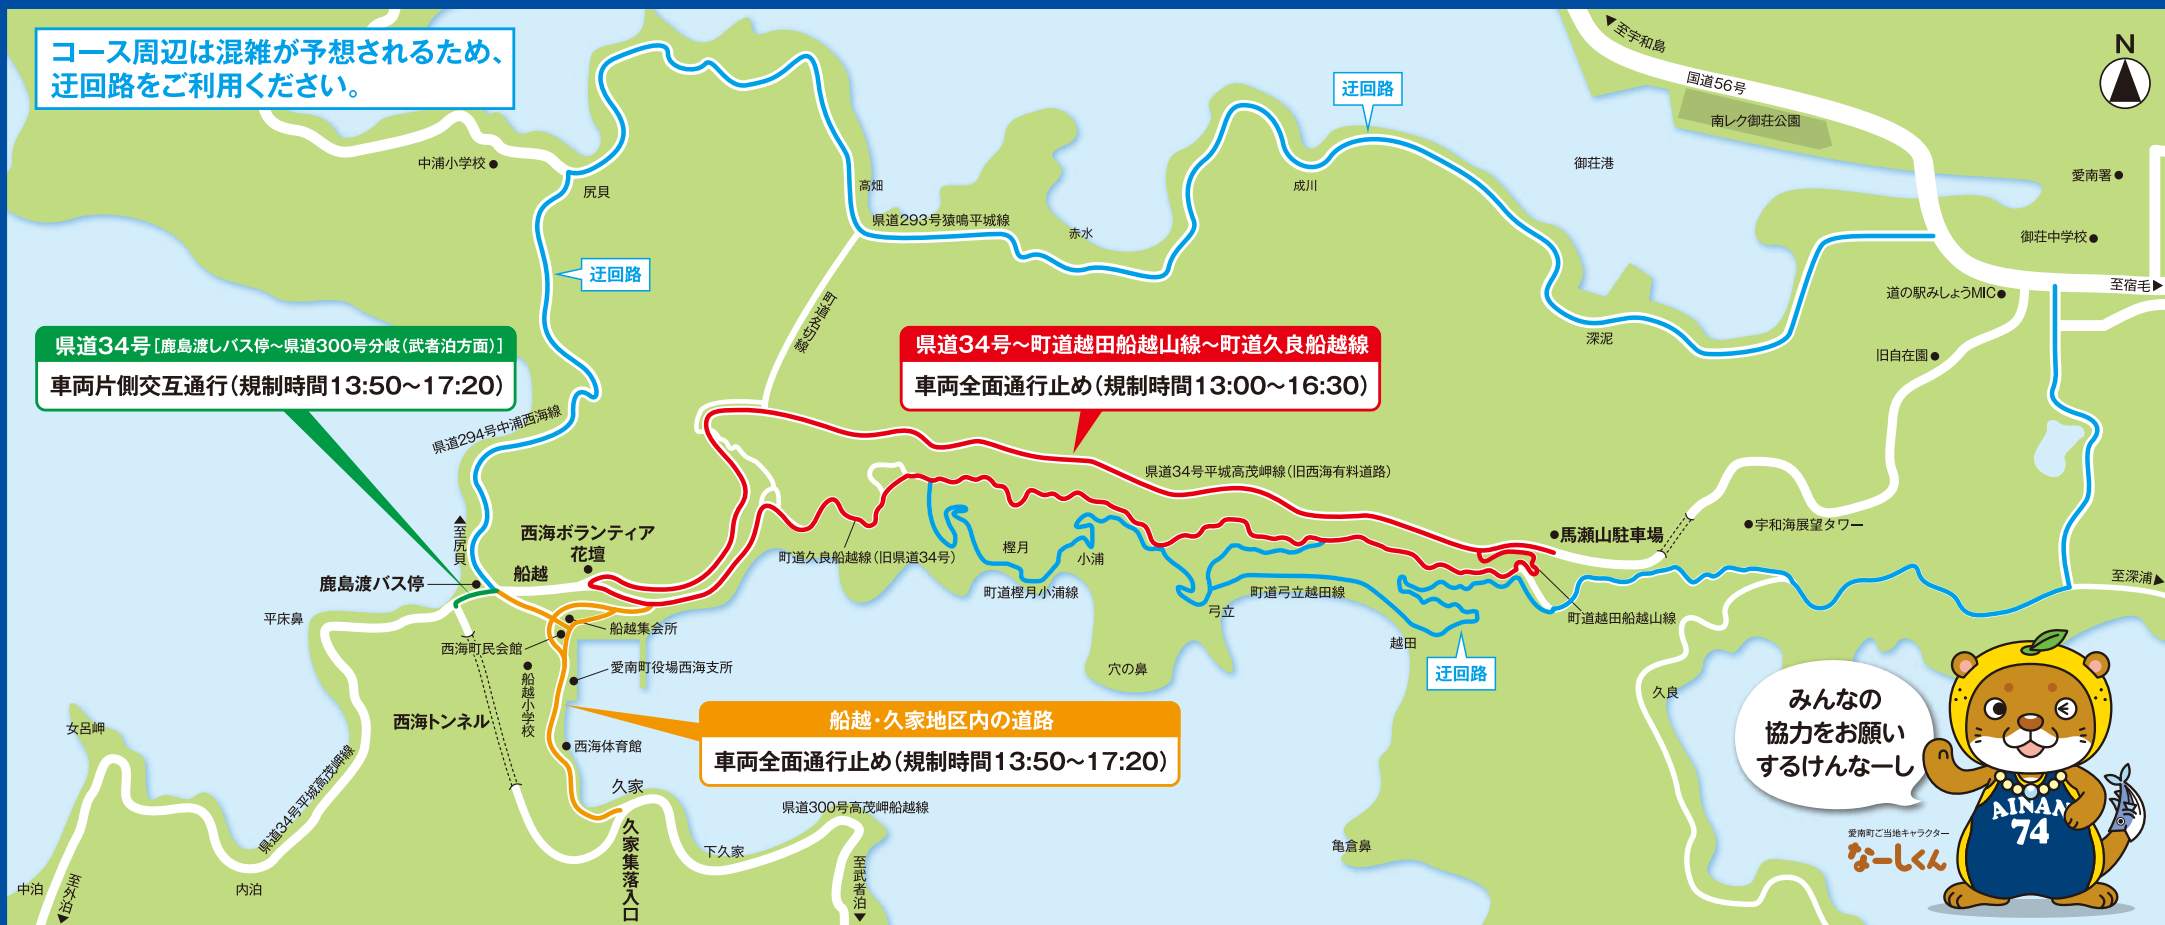 コース周辺は混雑が予想されるため、
迂回路をご利用ください。
至宇和島
N
国道56号
南レク御荘公園
迂回路
中浦小学校
尻貝
高畑
成川
御荘港
愛南署
県道293号猿鳴平城線
赤水
御荘中学校
迂回路
町道名切線
道の駅みしょうMIC
至宿毛
深泥
旧自在園
県道34号[鹿島渡しバス停～県道300号分岐(武者泊方面)]
車両片側交互通行(規制時間13:50～17:20)
県道34号～町道越田船越山線～町道久良船越線
車両全面通行止め(規制時間13:00～16:30)
県道294号中浦西海線
県道34号平城高茂岬線(旧西海有料道路)
至尻貝
西海ボランティア
花壇
町道久良船越線(旧県道34号)
樫月
小浦
馬瀬山駐車場
宇和海展望タワー
船越
鹿島渡バス停
町道樫月小浦線
町道弓立越田線
至深浦
弓立
町道越田船越山線
平床鼻
船越集会所
西海町民会館
越田
愛南町役場西海支所
穴の鼻
迂回路
船越小学校
久良
西海トンネル
女呂岬
船越・久家地区内の道路
車両全面通行止め(規制時間13:50～17:20)
西海体育館
県道34号平城高茂岬線
久家
県道300号高茂岬船越線
久家集落入口
下久家
亀倉鼻
至武者泊
中泊
至外泊
内泊
みんなの
協力をお願い
するけんなーし
AINAN
74
愛南町ご当地キャラクター
なーしくん